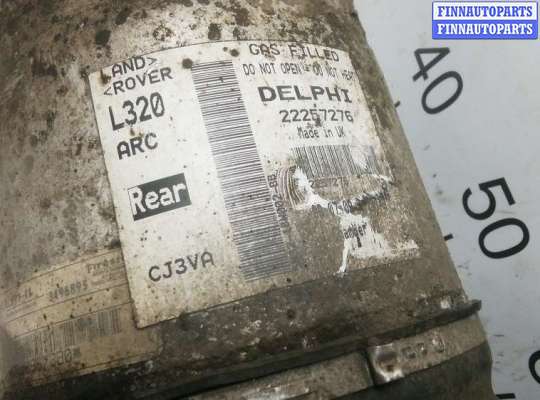 FINNAUTOPARTS
FINNAUTOPARTS
LAND>
<ROVER
L320
ARC
Rear
CJ3VA
GAS FILLED
DO NOT OPEN - DO NOT HEAT
DELPHI
22257276
Made in UK
40
50